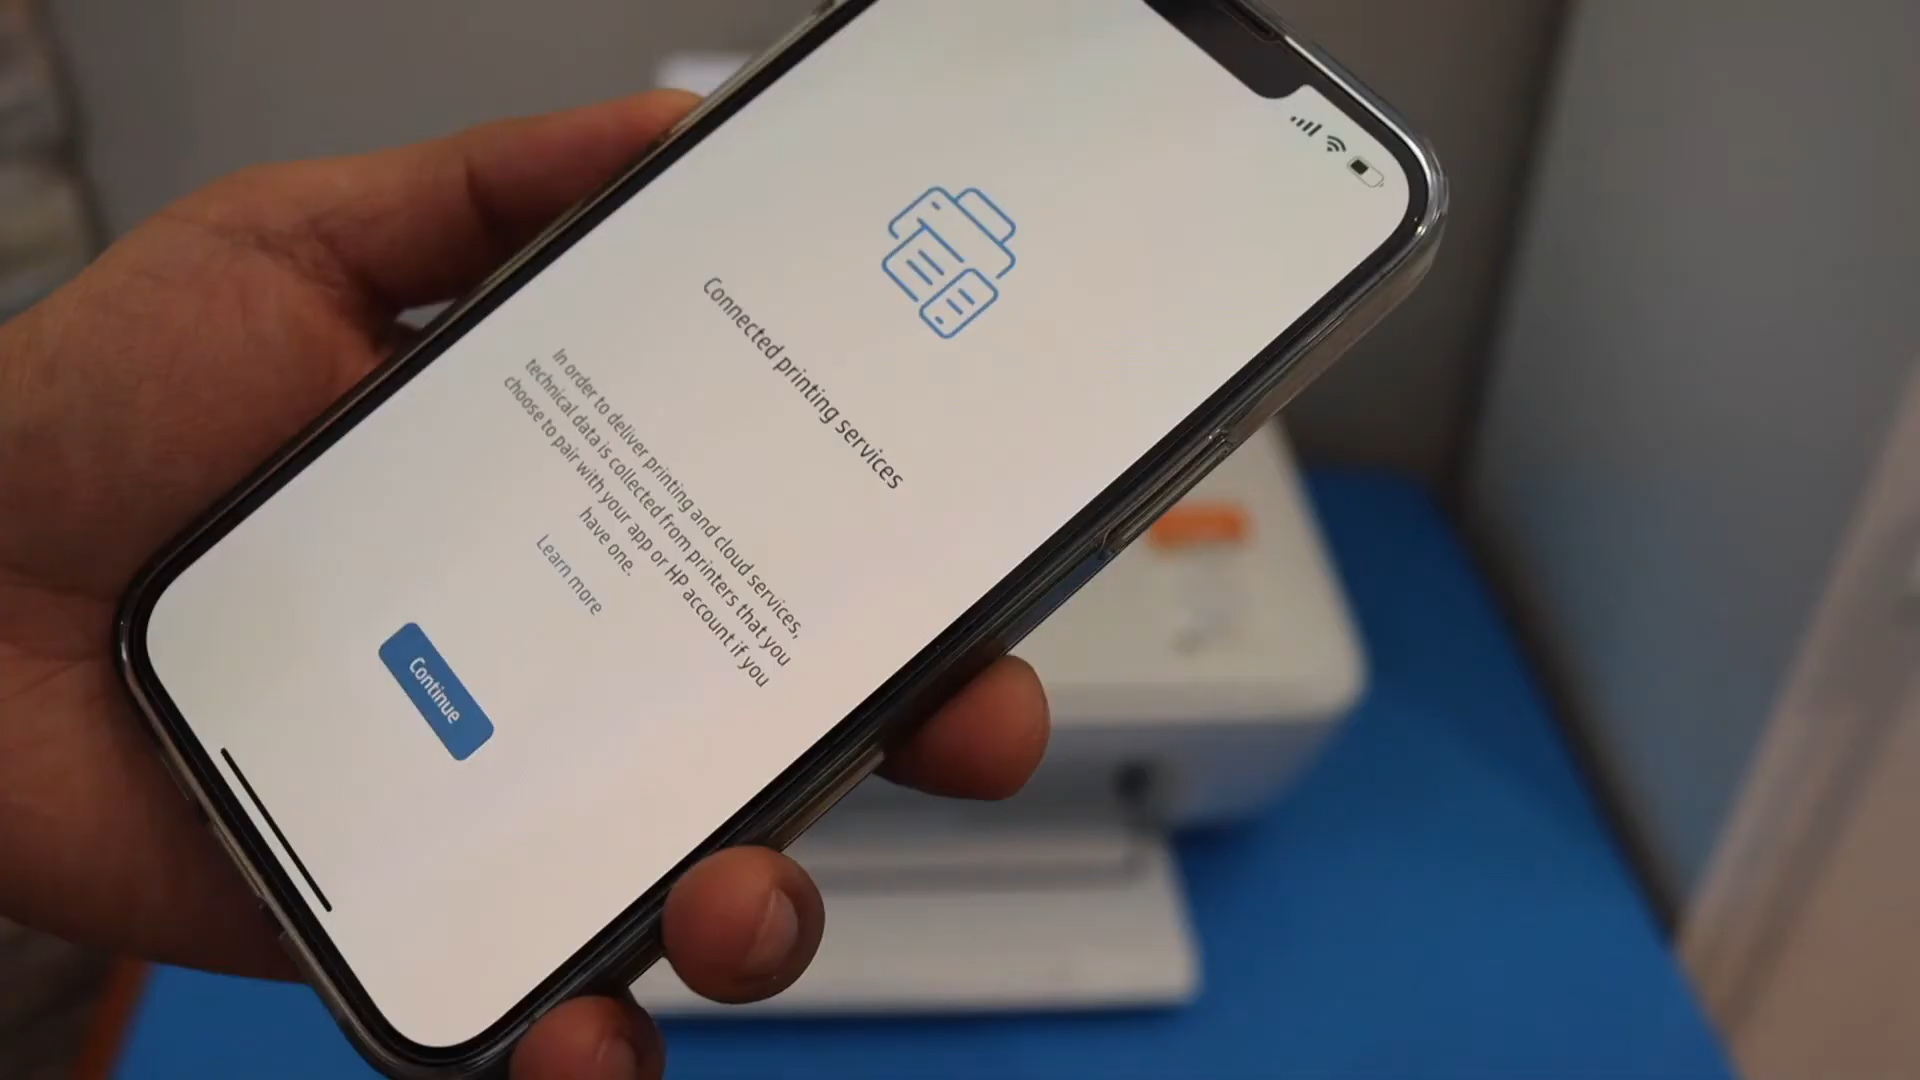 Connected printing services
In order to deliver printing and cloud services,
technical data is collected from printers that you
choose to pair with your app or HP account if you
have one.
Learn more
Continue